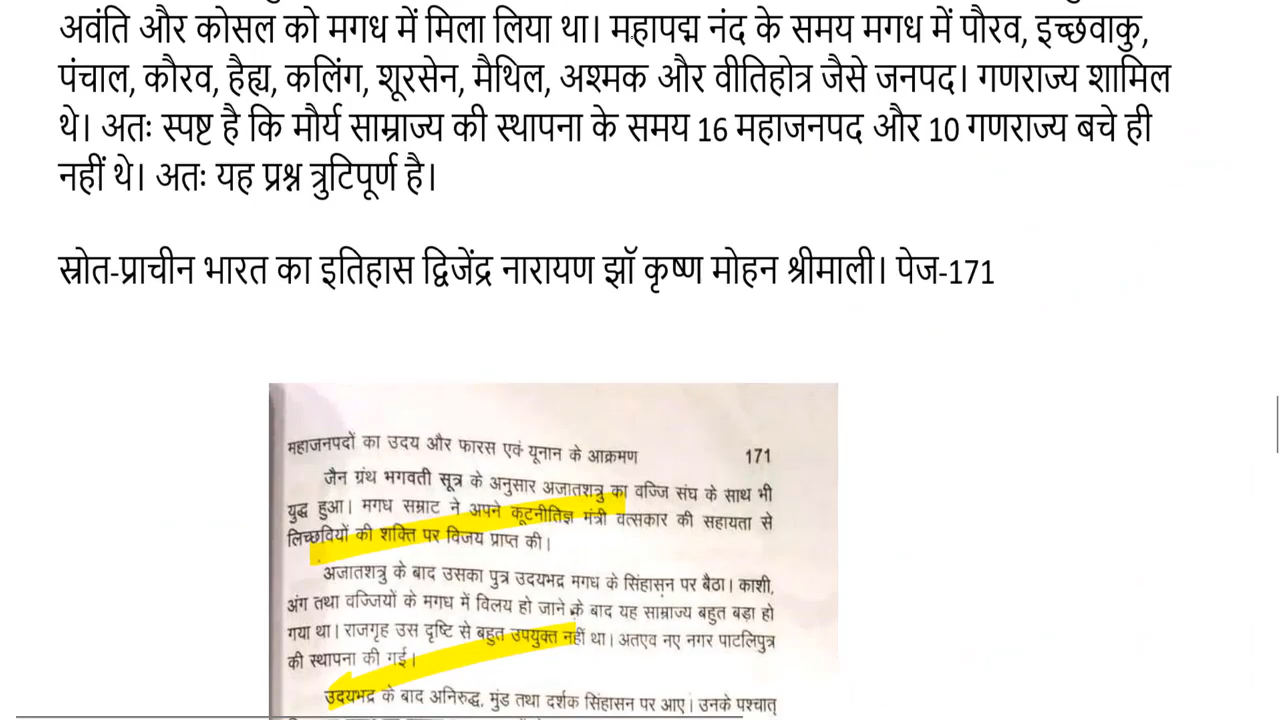 अवंति और कोसल को मगध में मिला लिया था। महापद्म नंद के समय मगध में पौरव, इच्छवाकु,
पंचाल, कौरव, हैह्य, कलिंग, शूरसेन, मैथिल, अश्मक और वीतिहोत्र जैसे जनपद। गणराज्य शामिल
थे। अतः स्पष्ट है कि मौर्य साम्राज्य की स्थापना के समय 16 महाजनपद और 10 गणराज्य बचे ही
नहीं थे। अतः यह प्रश्न त्रुटिपूर्ण है।
स्रोत-प्राचीन भारत का इतिहास द्विजेंद्र नारायण झॉ कृष्ण मोहन श्रीमाली। पेज-171
महाजनपदों का उदय और फारस एवं यूनान के आक्रमण 171
जैन ग्रंथ भगवती सूत्र के अनुसार अजातशत्रु का वज्जि संघ के साथ भी
युद्ध हुआ। मगध सम्राट ने अपने कूटनीतिज्ञ मंत्री वत्सकार की सहायता से
लिच्छवियों की शक्ति पर विजय प्राप्त की।
अजातशत्रु के बाद उसका पुत्र उदयभद्र मगध के सिंहासन पर बैठा। काशी,
अंग तथा वज्जियों के मगध में विलय हो जाने के बाद यह साम्राज्य बहुत बड़ा हो
गया था। राजगृह उस दृष्टि से बहुत उपयुक्त नहीं था। अतएव नए नगर पाटलिपुत्र
की स्थापना की गई।
उदयभद्र के बाद अनिरुद्ध, मुंड तथा दर्शक सिंहासन पर आए। उनके पश्चात्